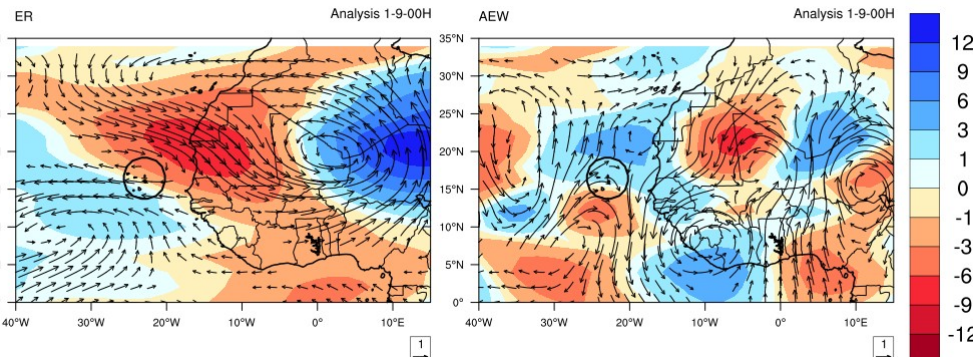 ER Analysis 1-9-00H AEW Analysis 1-9-00H
35°N 12
30°N 9
25°N 6
20°N 3
15°N 1
10°N 0
5°N -1
0° -3
-6
-9
-12
40°W 30°W 20°W 10°W 0° 10°E 40°W 30°W 20°W 10°W 0° 10°E
1 1